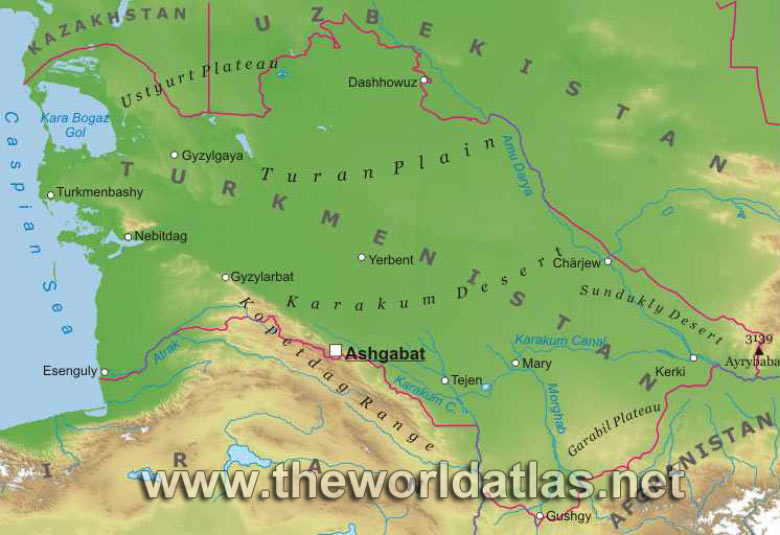 KAZAKHSTAN
UZBEKISTAN
Ustyurt Plateau
Dashhowuz
Kara Bogaz
Gol
Caspian Sea
Gyzylgaya
Turan Plain
Amu Darya
TURKMENISTAN
Turkmenbashy
Nebitdag
Yerbent
Chärjew
Gyzylarbat
Karakum Desert
Sundukly Desert
Kopetdag Range
Atrak
Ashgabat
Karakum Canal
3139
Ayrybaba
Esenguly
Karakum C.
Tejen
Mary
Kerki
Morghab
Garabil Plateau
IRAN
AFGHANISTAN
www.theworldatlas.net
Gushgy